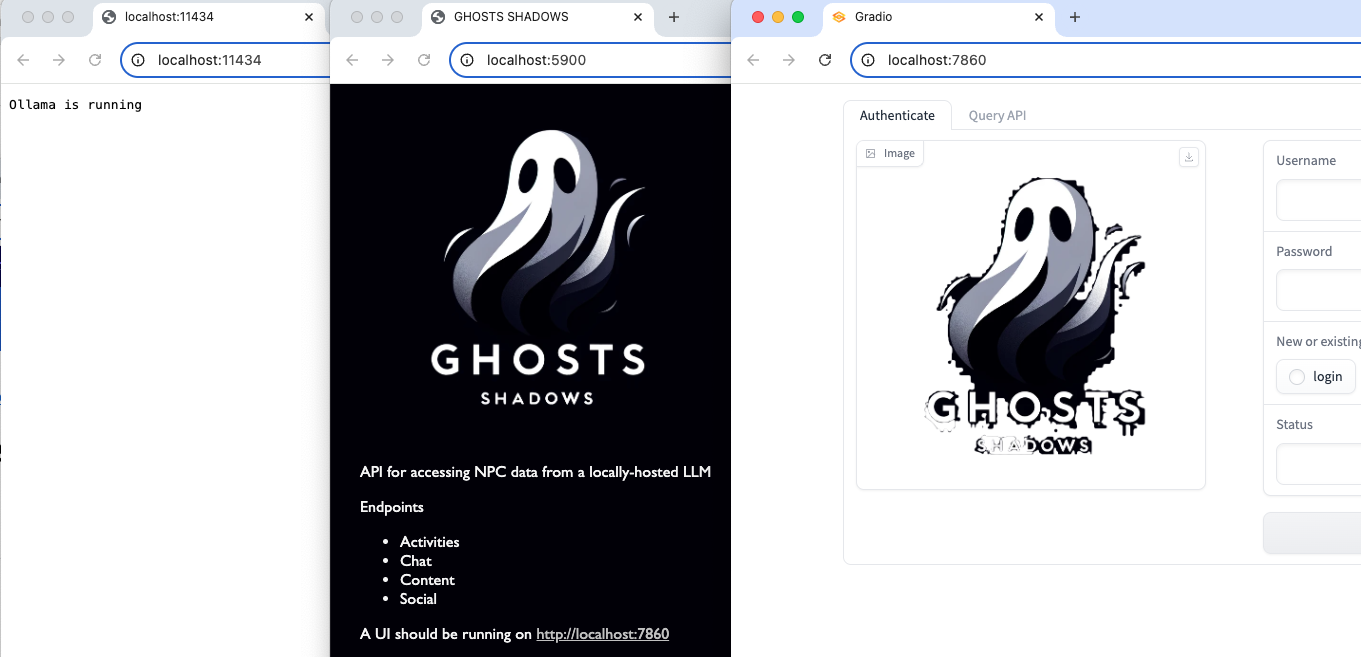 localhost:11434
localhost:11434
Ollama is running
GHOSTS SHADOWS
localhost:5900
GHOSTS
SHADOWS
API for accessing NPC data from a locally-hosted LLM
Endpoints
Activities
Chat
Content
Social
A UI should be running on http://localhost:7860
Gradio
localhost:7860
Authenticate
Query API
Image
GHOSTS
SHADOWS
Username
Password
New or existing
login
Status